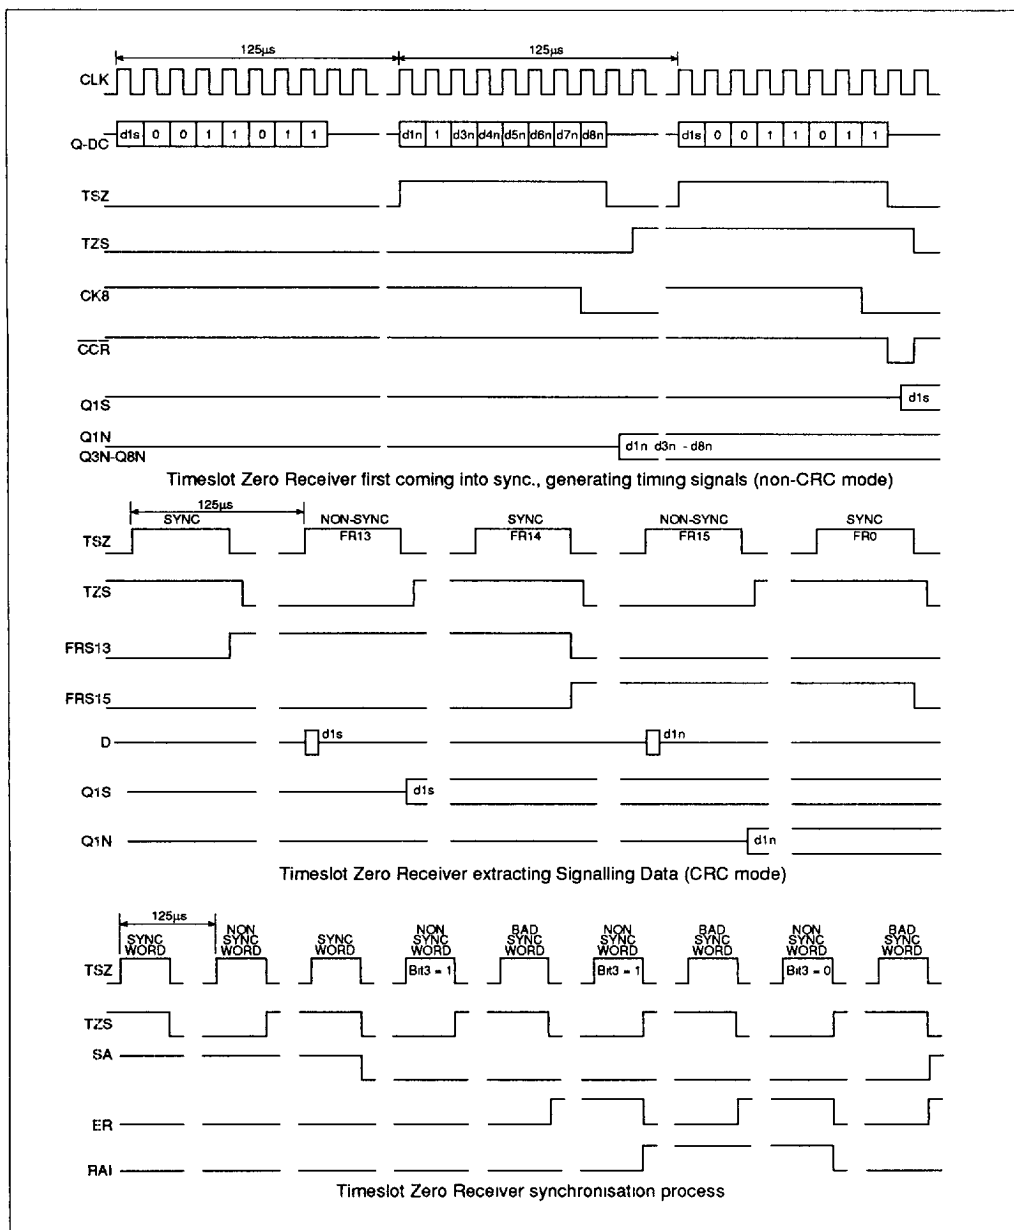 125µs 125µs
CLK
Q-DC d1s 0 0 1 1 0 1 1 d1n 1 d3n d4n d5n d6n d7n d8n d1s 0 0 1 1 0 1 1
TSZ
TZS
CK8
CCR
Q1S d1s
Q1N
Q3N-Q8N d1n d3n - d8n
Timeslot Zero Receiver first coming into sync., generating timing signals (non-CRC mode)
125µs
SYNC NON-SYNC SYNC NON-SYNC SYNC
TSZ FR13 FR14 FR15 FR0
TZS
FRS13
FRS15
D d1s d1n
Q1S d1s
Q1N d1n
Timeslot Zero Receiver extracting Signalling Data (CRC mode)
125µs
SYNC WORD NON SYNC WORD SYNC WORD NON SYNC WORD BAD SYNC WORD NON SYNC WORD BAD SYNC WORD NON SYNC WORD BAD SYNC WORD
TSZ Bit3 = 1 Bit3 = 1 Bit3 = 0
TZS
SA
ER
RAI
Timeslot Zero Receiver synchronisation process